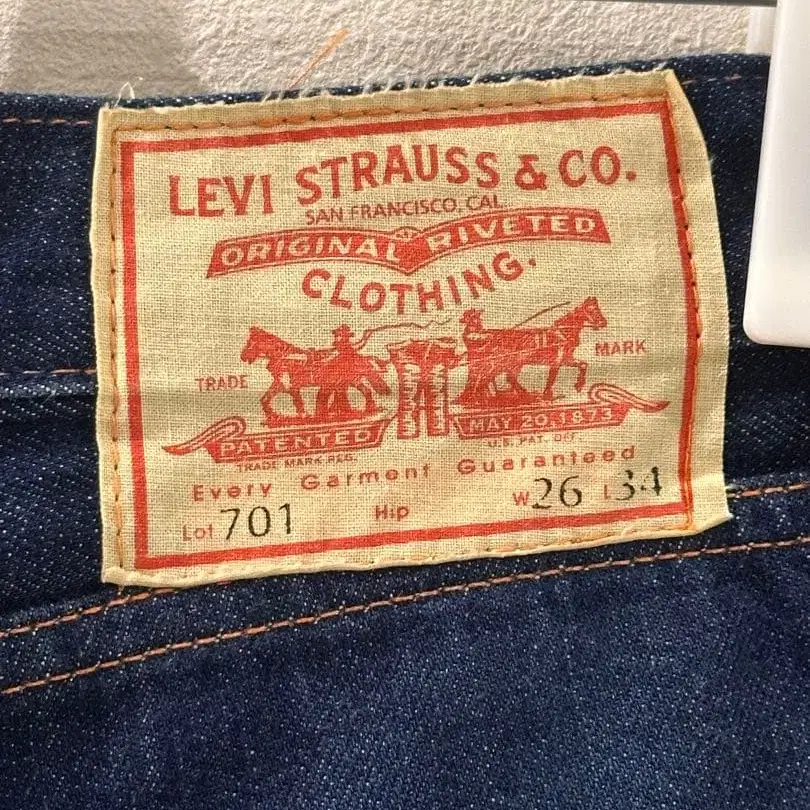 LEVI STRAUSS & CO.
SAN FRANCISCO, CAL.
ORIGINAL RIVETED
CLOTHING.
TRADE MARK
PATENTED MAY 20, 1873
TRADE MARK REG. U.S. PAT. OFF.
Every Garment Guaranteed
Lot 701 Hip W26 L34